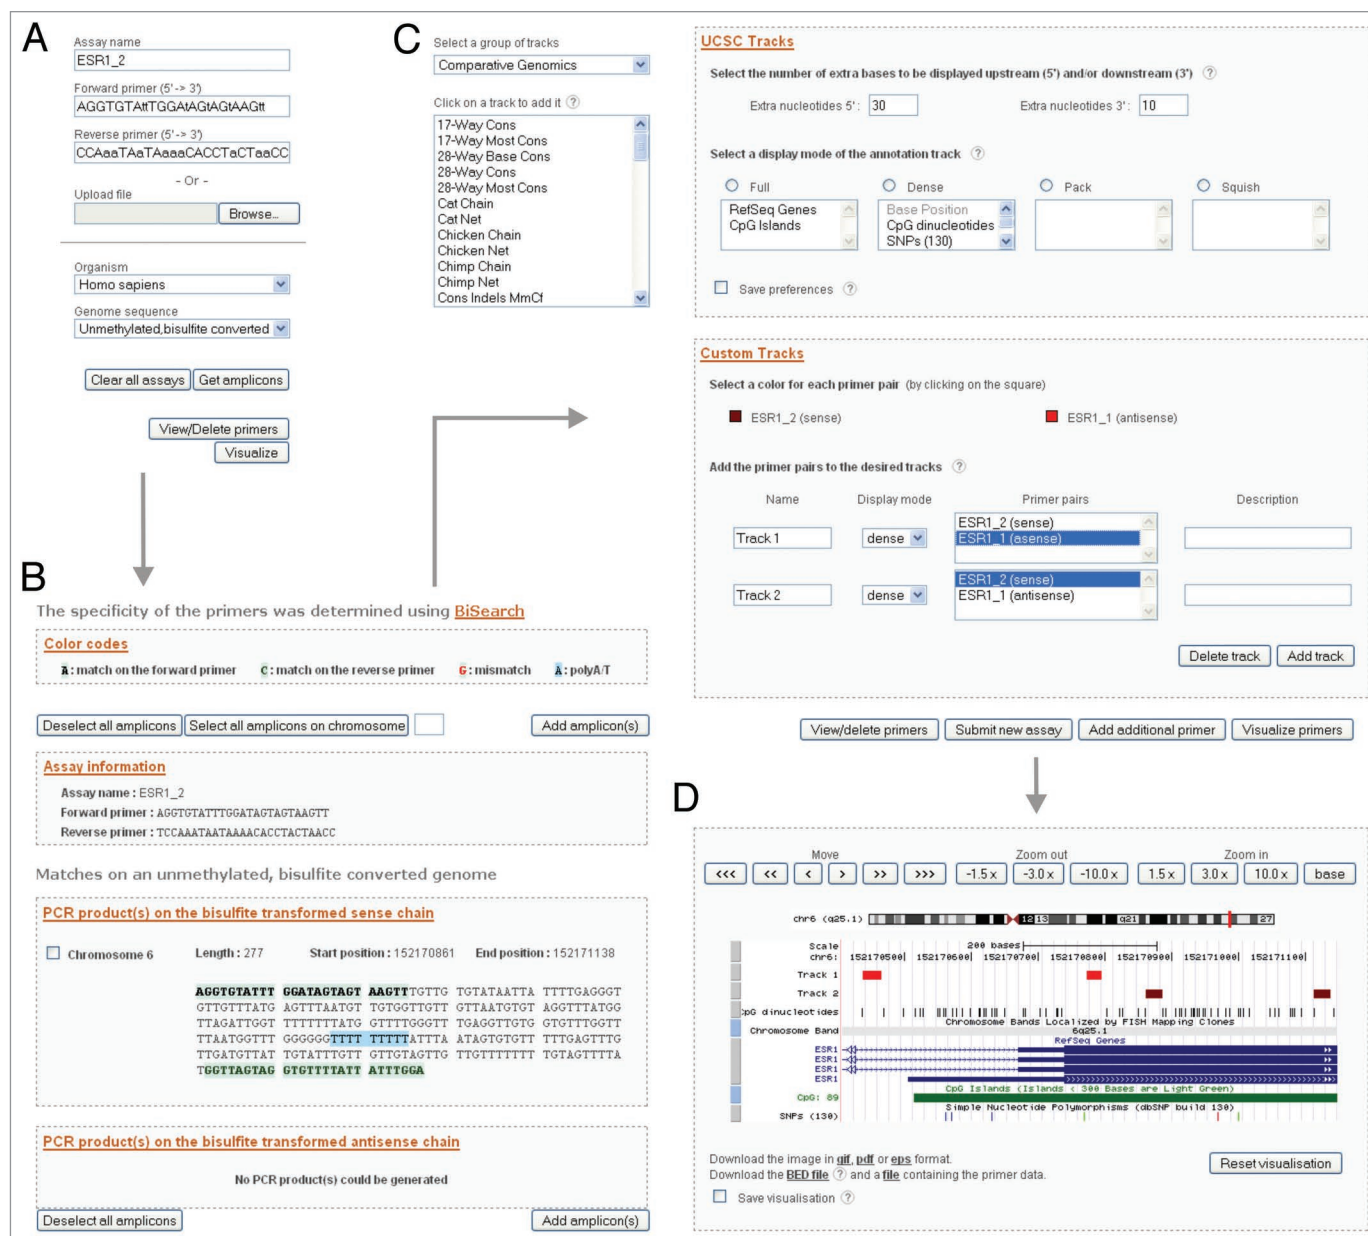 A
Assay name
ESR1_2
Forward primer (5'-> 3')
AGGTGTAttTGGAtAGtAGtAAGtt
Reverse primer (5'-> 3')
CCAaaTAaTAaaaCACCTaCTaaCC
- Or -
Upload file
Browse...
Organism
Homo sapiens
Genome sequence
Unmethylated,bisulfite converted
Clear all assays Get amplicons
View/Delete primers
Visualize
B
The specificity of the primers was determined using BiSearch
Color codes
A : match on the forward primer C : match on the reverse primer G : mismatch A : polyA/T
Deselect all amplicons Select all amplicons on chromosome Add amplicon(s)
Assay information
Assay name : ESR1_2
Forward primer : AGGTGTATTTGGATAGTAGTAAGTT
Reverse primer : TCCAAATAATAAAACACCTACTAACC
Matches on an unmethylated, bisulfite converted genome
PCR product(s) on the bisulfite transformed sense chain
Chromosome 6 Length : 277 Start position : 152170861 End position : 152171138
AGGTGTATTT GGATAGTAGT AAGTTTGTTG TGTATAATTA TTTTGAGGGT
GTTGTTTATG AGTTTAATGT TGTGGTTGTT GTTAATGTGT AGGTTTATGG
TTAGATTGGT TTTTTTTATG GTTTTGGGTT TGAGGTTGTG GTGTTTGGTT
TTAATGGTTT GGGGGGTTTT TTTTTTATTT AATAGTGTGTT TTTGAGTTTG
TTGATGTTAT TGTATTTGTT GTTGTAGTTG TTGTTTTTTT TGTAGTTTTA
TGGTTAGTAG GTGTTTTATT ATTTGGA
PCR product(s) on the bisulfite transformed antisense chain
No PCR product(s) could be generated
Deselect all amplicons Add amplicon(s)
C
Select a group of tracks
Comparative Genomics
Click on a track to add it ?
17-Way Cons
17-Way Most Cons
28-Way Base Cons
28-Way Cons
28-Way Most Cons
Cat Chain
Cat Net
Chicken Chain
Chicken Net
Chimp Chain
Chimp Net
Cons Indels MmCf
UCSC Tracks
Select the number of extra bases to be displayed upstream (5') and/or downstream (3') ?
Extra nucleotides 5' : 30 Extra nucleotides 3' : 10
Select a display mode of the annotation track ?
Full Dense Pack Squish
RefSeq Genes
CpG Islands
Base Position
CpG dinucleotides
SNPs (130)
Save preferences ?
Custom Tracks
Select a color for each primer pair (by clicking on the square)
ESR1_2 (sense) ESR1_1 (antisense)
Add the primer pairs to the desired tracks ?
Name Display mode Primer pairs Description
Track 1 dense ESR1_2 (sense)
ESR1_1 (asense)
Track 2 dense ESR1_2 (sense)
ESR1_1 (antisense)
Delete track Add track
View/delete primers Submit new assay Add additional primer Visualize primers
D
Move Zoom out Zoom in
<<< << < > >> >>> -1.5 x -3.0 x -10.0 x 1.5 x 3.0 x 10.0 x base
chr6 (q25.1) 12 13 q21 27
Scale 200 bases
chr6: 152170500| 152170600| 152170700| 152170800| 152170900| 152171000| 152171100|
Track 1
Track 2
CpG dinucleotides
Chromosome Bands Localized by FISH Mapping Clones
Chromosome Band 6q25.1
RefSeq Genes
ESR1
ESR1
ESR1
ESR1
CpG Islands (Islands < 300 Bases are Light Green)
CpG: 89
Simple Nucleotide Polymorphisms (dbSNP build 130)
SNPs (130)
Download the image in gif, pdf or eps format.
Download the BED file ? and a file containing the primer data.
Reset visualisation
Save visualisation ?